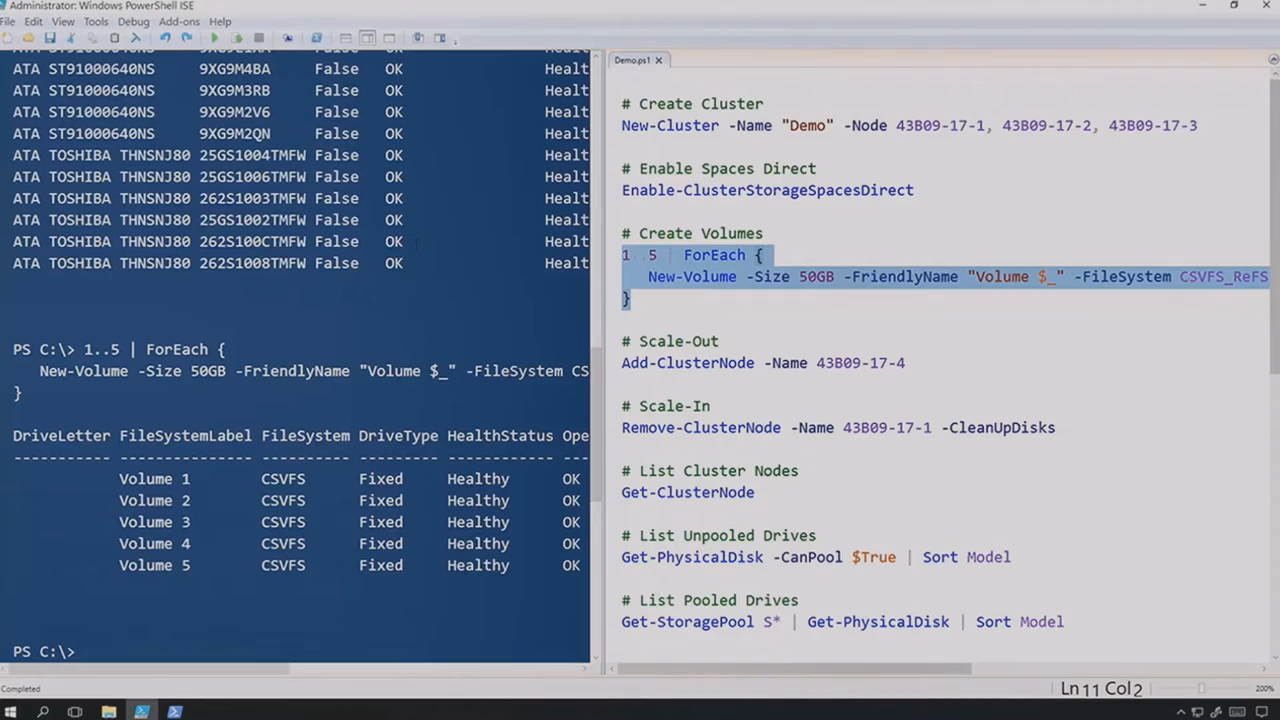 Administrator: Windows PowerShell ISE
File Edit View Tools Debug Add-ons Help
ATA ST91000640NS 9XG9M4BA False OK Healt
ATA ST91000640NS 9XG9M3RB False OK Healt
ATA ST91000640NS 9XG9M2V6 False OK Healt
ATA ST91000640NS 9XG9M2QN False OK Healt
ATA TOSHIBA THNSNJ80 25GS1004TMFW False OK Healt
ATA TOSHIBA THNSNJ80 25GS1006TMFW False OK Healt
ATA TOSHIBA THNSNJ80 262S1003TMFW False OK Healt
ATA TOSHIBA THNSNJ80 25GS1002TMFW False OK Healt
ATA TOSHIBA THNSNJ80 262S100CTMFW False OK Healt
ATA TOSHIBA THNSNJ80 262S1008TMFW False OK Healt
PS C:\> 1..5 | ForEach {
New-Volume -Size 50GB -FriendlyName "Volume $_" -FileSystem CS
}
DriveLetter FileSystemLabel FileSystem DriveType HealthStatus Ope
----------- --------------- ---------- --------- ------------ ---
Volume 1 CSVFS Fixed Healthy OK
Volume 2 CSVFS Fixed Healthy OK
Volume 3 CSVFS Fixed Healthy OK
Volume 4 CSVFS Fixed Healthy OK
Volume 5 CSVFS Fixed Healthy OK
PS C:\>
Demo.ps1
# Create Cluster
New-Cluster -Name "Demo" -Node 43B09-17-1, 43B09-17-2, 43B09-17-3
# Enable Spaces Direct
Enable-ClusterStorageSpacesDirect
# Create Volumes
1..5 | ForEach {
New-Volume -Size 50GB -FriendlyName "Volume $_" -FileSystem CSVFS_ReFS
}
# Scale-Out
Add-ClusterNode -Name 43B09-17-4
# Scale-In
Remove-ClusterNode -Name 43B09-17-1 -CleanUpDisks
# List Cluster Nodes
Get-ClusterNode
# List Unpooled Drives
Get-PhysicalDisk -CanPool $True | Sort Model
# List Pooled Drives
Get-StoragePool S* | Get-PhysicalDisk | Sort Model
Completed
Ln 11 Col 2
200%